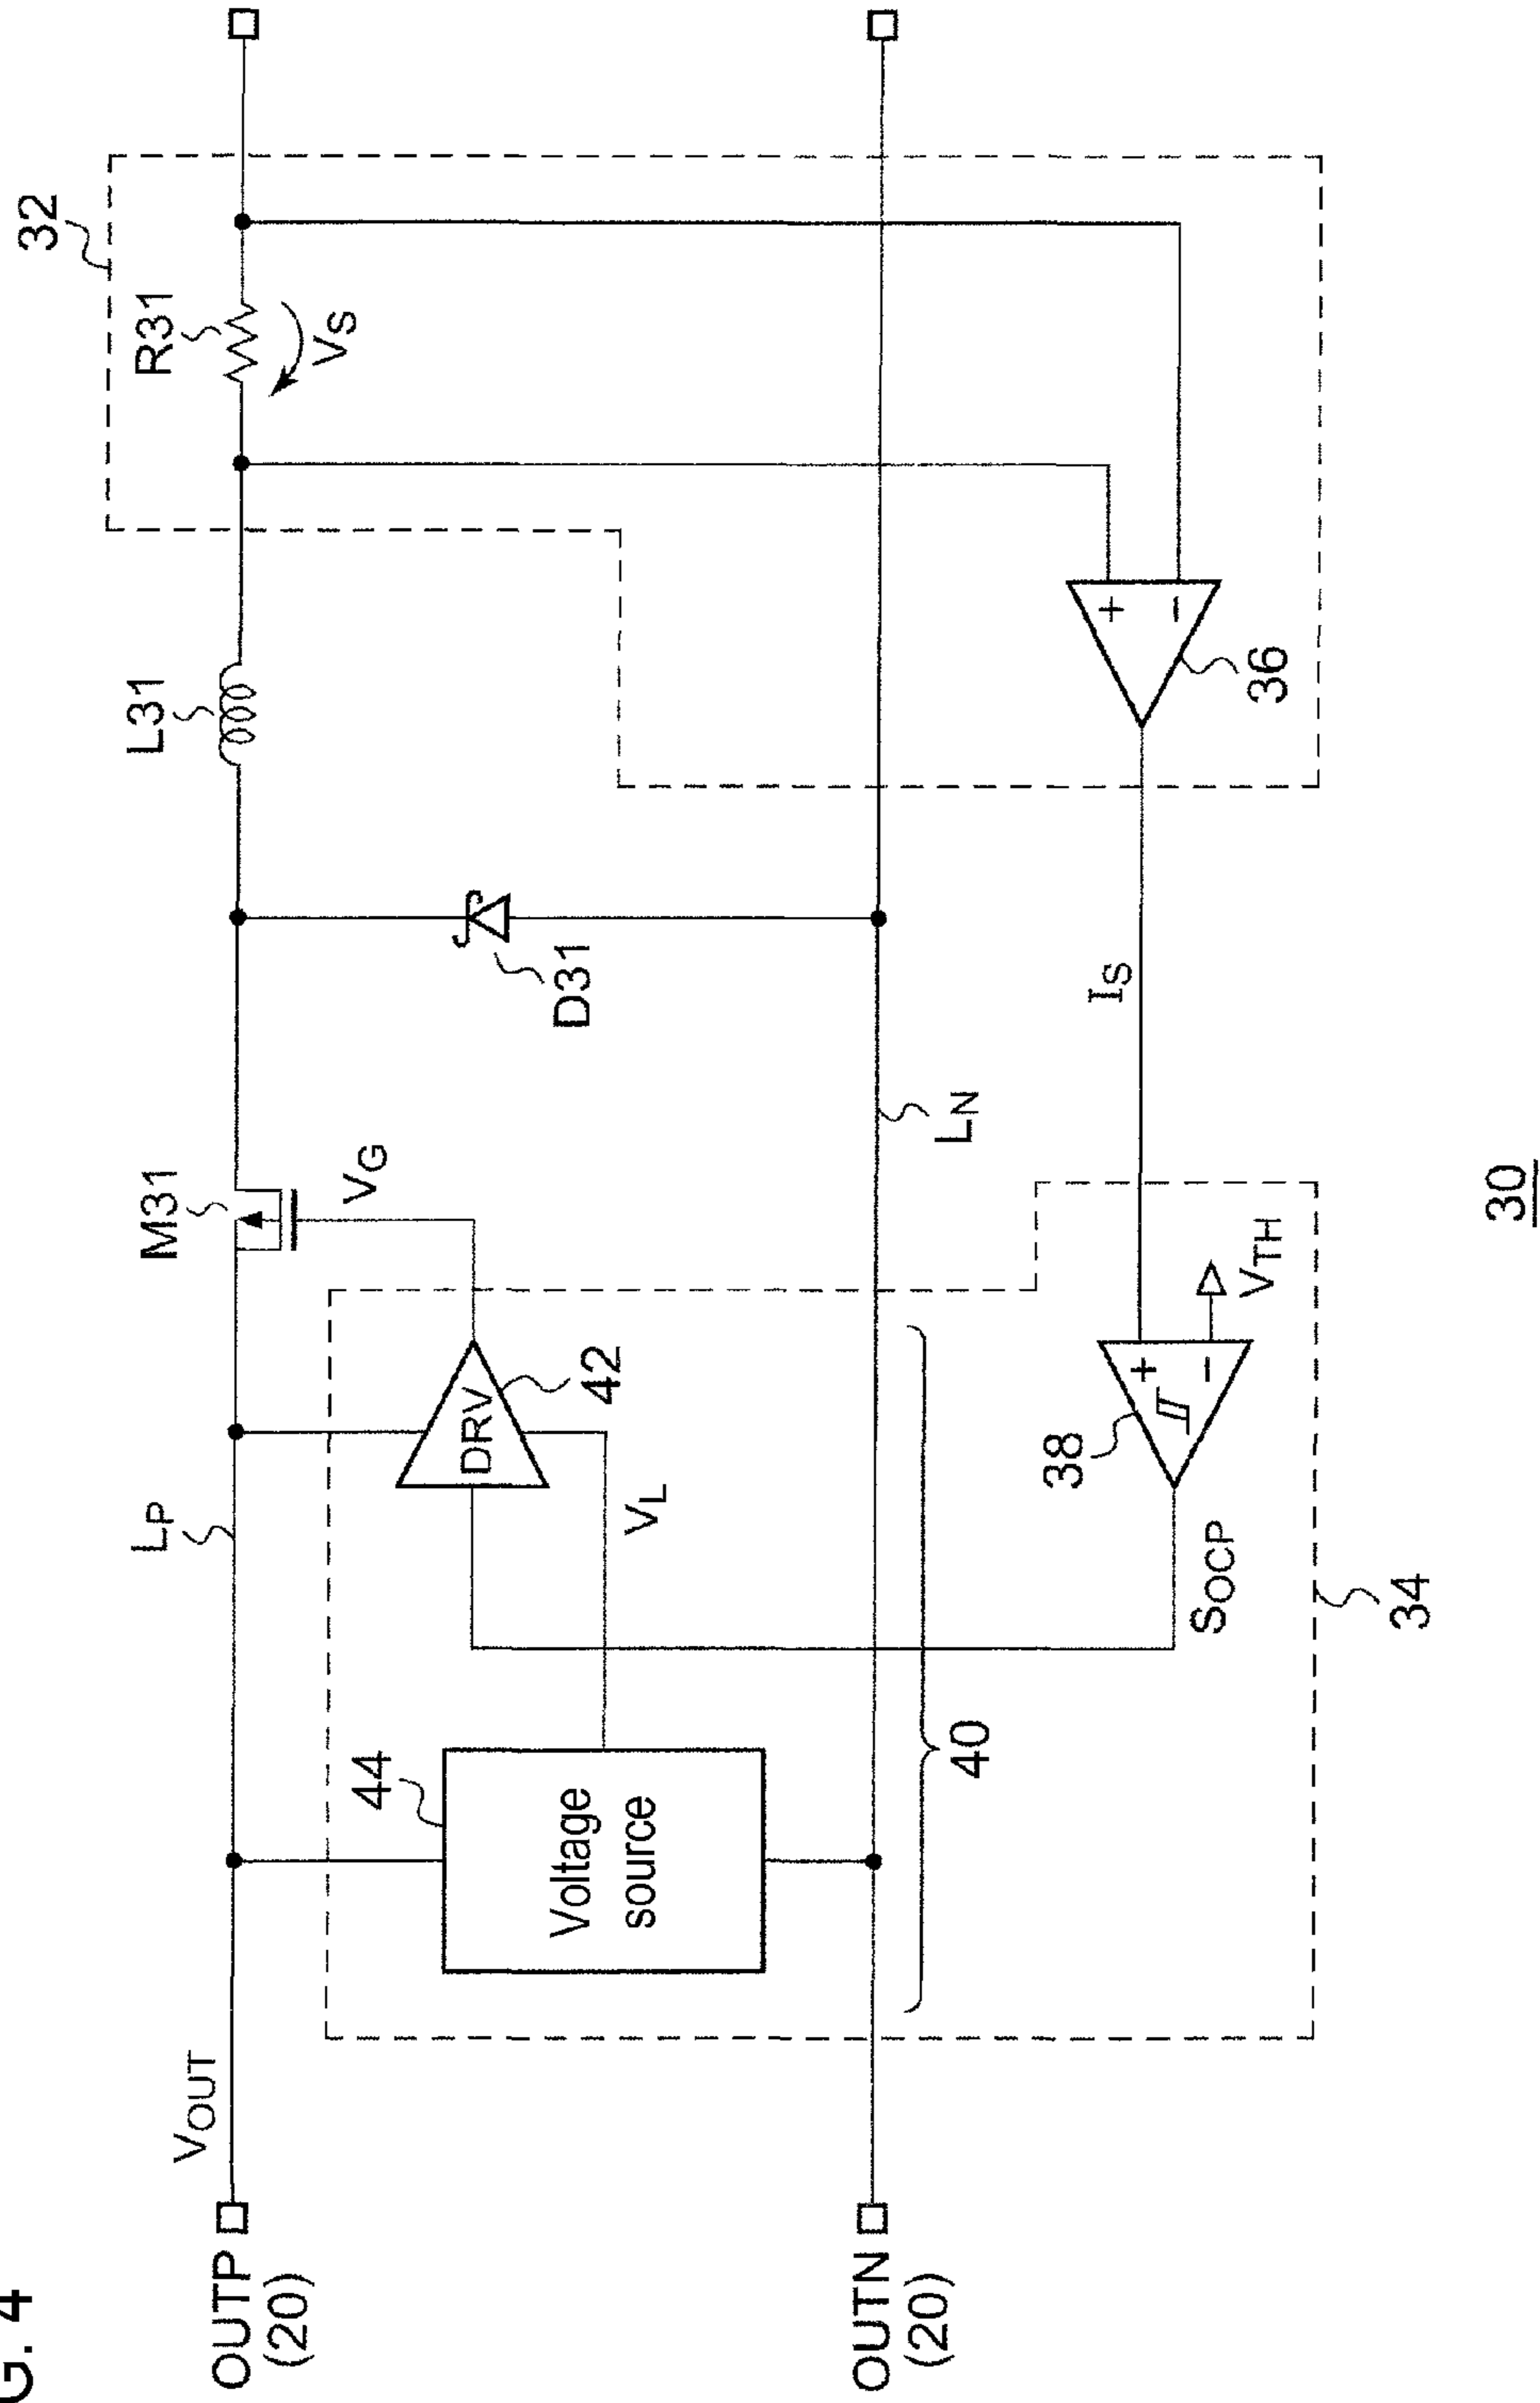 G. 4
32
R31
VS
L31
36
D31
IS
M31
VG
LN
LP
DRV
42
VL
38
VTH
SOCP
34
44
Voltage
source
40
VOUT
OUTP
(20)
OUTN
(20)
+
−
+
−
30